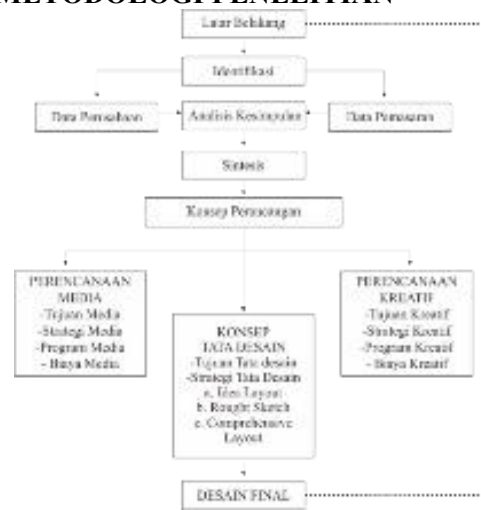 METODOLOGI PENELITIAN
Latar Belakang
Identifikasi
Data Perusahaan
Analisis Kesimpulan
Data Pemasaran
Sintesis
Konsep Perancangan
PERENCANAAN
MEDIA
-Tujuan Media
-Strategi Media
-Program Media
- Biaya Media
KONSEP
TATA DESAIN
-Tujuan Tata desain
-Strategi Tata Desain
a. Idea Layout
b. Rought Sketch
c. Comprehensive
Layout
PERENCANAAN
KREATIF
-Tujuan Kreatif
-Strategi Kreatif
-Program Kreatif
- Biaya Kreatif
DESAIN FINAL